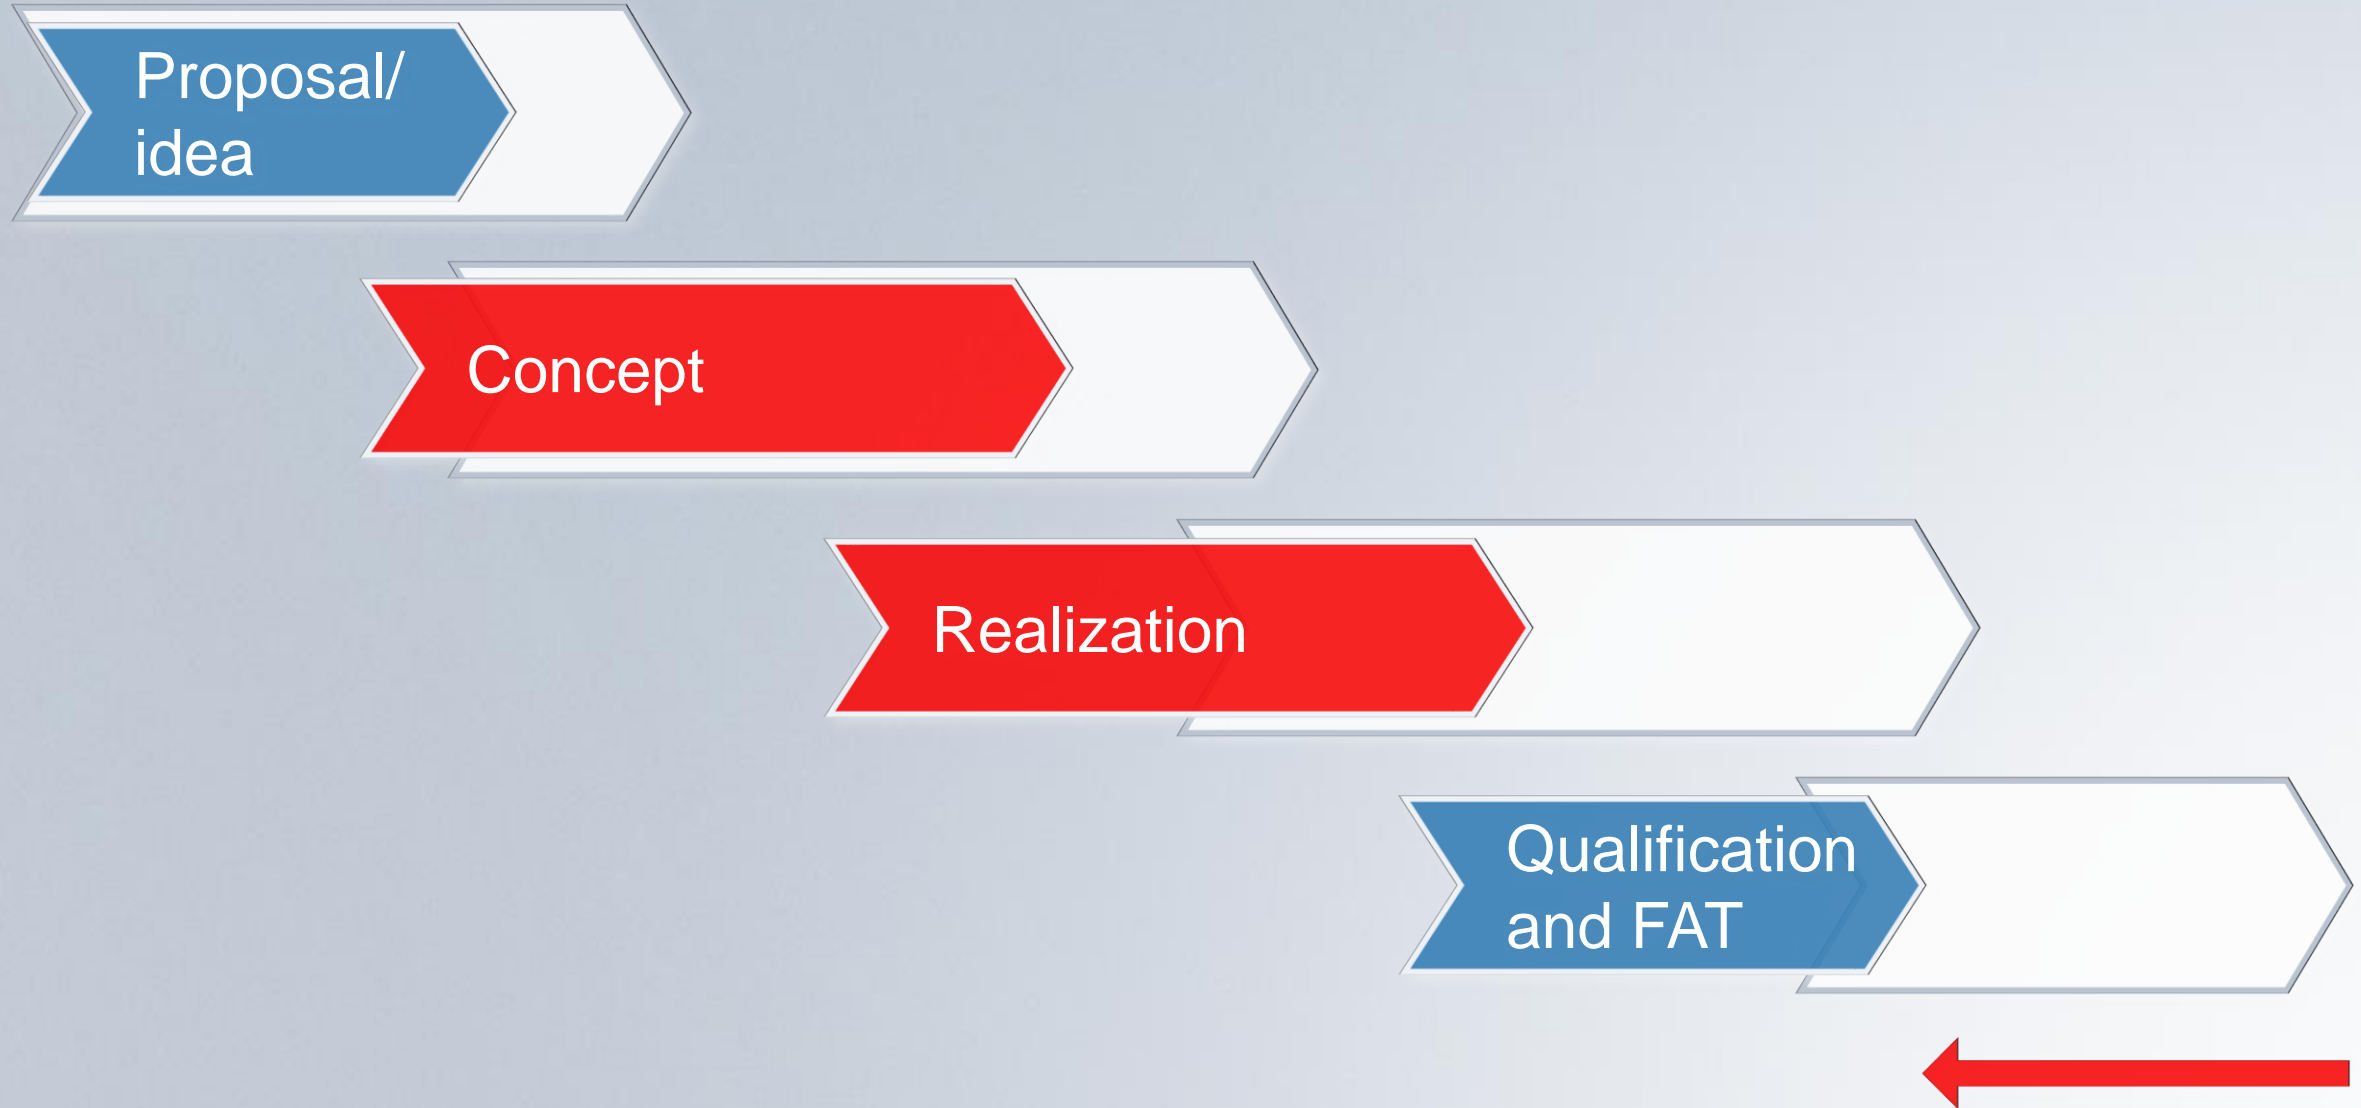 Proposal/
idea
Concept
Realization
Qualification
and FAT